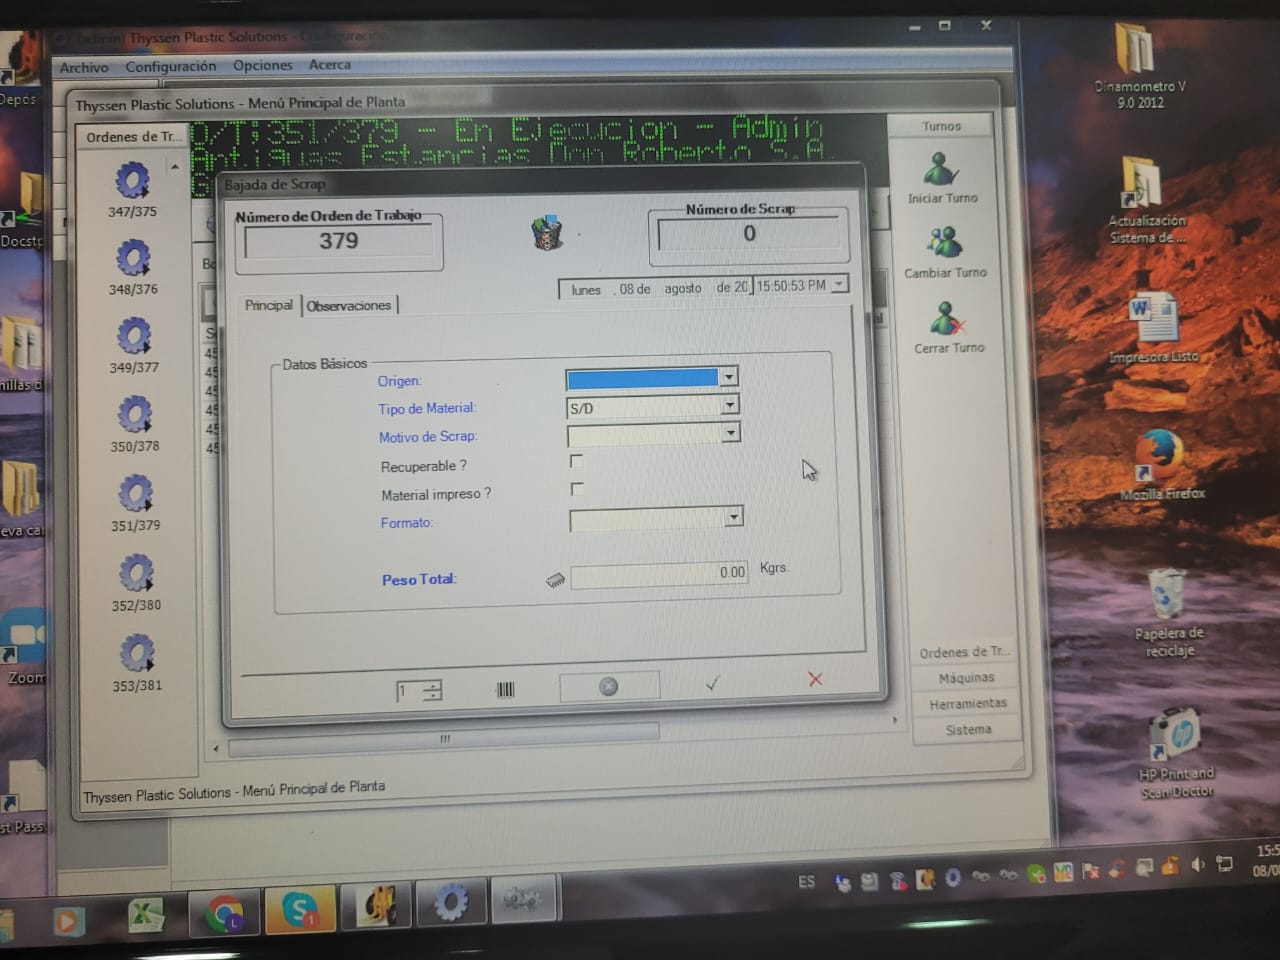 (admin) Thyssen Plastic Solutions - Configuración
Archivo Configuración Opciones Acerca
Thyssen Plastic Solutions - Menú Principal de Planta
Ordenes de Tr...
O/T:351/379 - En Ejecucion - Admin
Antiguas Estancias Don Roberto S.A.
G
347/375
348/376
349/377
350/378
351/379
352/380
353/381
Bajada de Scrap
Número de Orden de Trabajo
379
Número de Scrap
0
lunes , 08 de agosto de 20 15:50:53 PM
Principal Observaciones
Datos Básicos
Origen:
Tipo de Material: S/D
Motivo de Scrap:
Recuperable ?
Material impreso ?
Formato:
Peso Total: 0.00 Kgrs.
1
Turnos
Iniciar Turno
Cambiar Turno
Cerrar Turno
Ordenes de Tr...
Máquinas
Herramientas
Sistema
Thyssen Plastic Solutions - Menú Principal de Planta
Depos
Docstp
nillas d
eva ca
Zoom
st Pass
Dinamometro V
9.0 2012
Actualización
Sistema de ...
Impresora Listo
Mozilla Firefox
Papelera de
reciclaje
HP Print and
Scan Doctor
ES
15:5
08/0